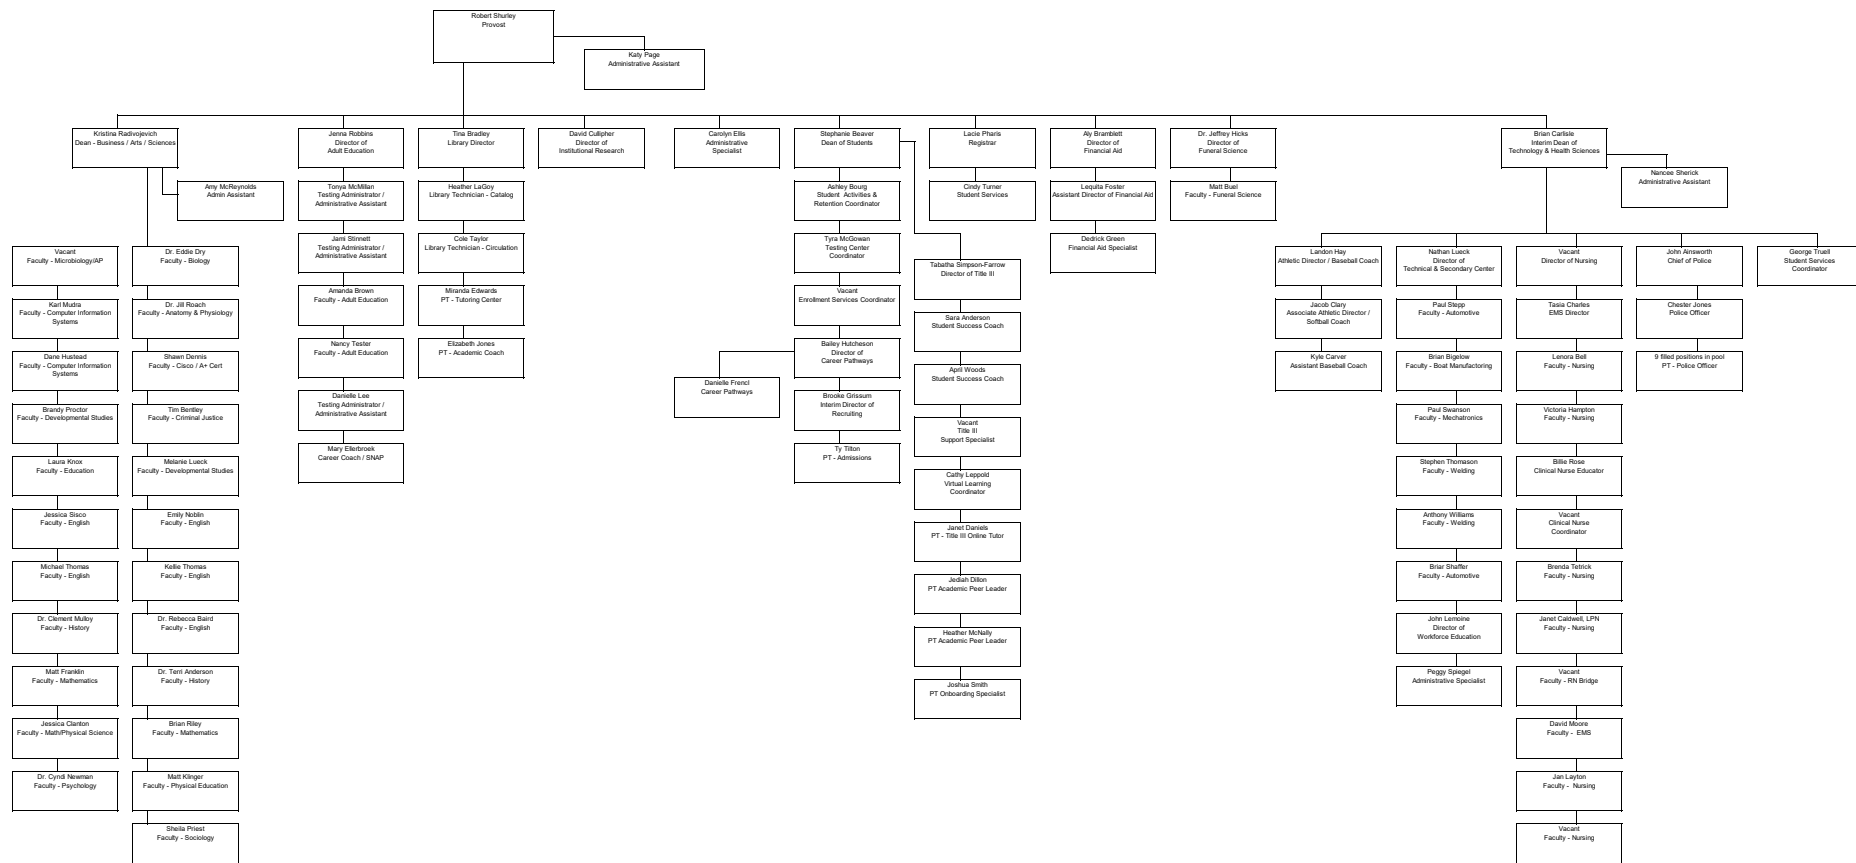 Robert Shurley
Provost
Katy Page
Administrative Assistant
Kristina Radivojevich
Dean - Business / Arts / Sciences
Amy McReynolds
Admin Assistant
Vacant
Faculty - Microbiology/AP
Karl Mudra
Faculty - Computer Information
Systems
Dane Hustead
Faculty - Computer Information
Systems
Brandy Proctor
Faculty - Developmental Studies
Laura Knox
Faculty - Education
Jessica Sisco
Faculty - English
Michael Thomas
Faculty - English
Dr. Clement Mulloy
Faculty - History
Matt Franklin
Faculty - Mathematics
Jessica Clanton
Faculty - Math/Physical Science
Dr. Cyndi Newman
Faculty - Psychology
Dr. Eddie Dry
Faculty - Biology
Dr. Jill Roach
Faculty - Anatomy & Physiology
Shawn Dennis
Faculty - Cisco / A+ Cert
Tim Bentley
Faculty - Criminal Justice
Melanie Lueck
Faculty - Developmental Studies
Emily Noblin
Faculty - English
Kellie Thomas
Faculty - English
Dr. Rebecca Baird
Faculty - English
Dr. Terri Anderson
Faculty - History
Brian Riley
Faculty - Mathematics
Matt Klinger
Faculty - Physical Education
Sheila Priest
Faculty - Sociology
Jenna Robbins
Director of
Adult Education
Tonya McMillan
Testing Administrator /
Administrative Assistant
Jami Stinnett
Testing Administrator /
Administrative Assistant
Amanda Brown
Faculty - Adult Education
Nancy Tester
Faculty - Adult Education
Danielle Lee
Testing Administrator /
Administrative Assistant
Mary Ellerbroek
Career Coach / SNAP
Tina Bradley
Library Director
Heather LaGoy
Library Technician - Catalog
Cole Taylor
Library Technician - Circulation
Miranda Edwards
PT - Tutoring Center
Elizabeth Jones
PT - Academic Coach
David Cullipher
Director of
Institutional Research
Carolyn Ellis
Administrative
Specialist
Stephanie Beaver
Dean of Students
Ashley Bourg
Student Activities &
Retention Coordinator
Tyra McGowan
Testing Center
Coordinator
Vacant
Enrollment Services Coordinator
Bailey Hutcheson
Director of
Career Pathways
Danielle Frencl
Career Pathways
Brooke Grissum
Interim Director of
Recruiting
Ty Tilton
PT - Admissions
Tabatha Simpson-Farrow
Director of Title III
Sara Anderson
Student Success Coach
April Woods
Student Success Coach
Vacant
Title III
Support Specialist
Cathy Leppold
Virtual Learning
Coordinator
Janet Daniels
PT - Title III Online Tutor
Jediah Dillon
PT Academic Peer Leader
Heather McNally
PT Academic Peer Leader
Joshua Smith
PT Onboarding Specialist
Lacie Pharis
Registrar
Cindy Turner
Student Services
Aly Bramblett
Director of
Financial Aid
Lequita Foster
Assistant Director of Financial Aid
Dedrick Green
Financial Aid Specialist
Dr. Jeffrey Hicks
Director of
Funeral Science
Matt Buel
Faculty - Funeral Science
Brian Carlisle
Interim Dean of
Technology & Health Sciences
Nancee Sherick
Administrative Assistant
Landon Hay
Athletic Director / Baseball Coach
Jacob Clary
Associate Athletic Director /
Softball Coach
Kyle Carver
Assistant Baseball Coach
Nathan Lueck
Director of
Technical & Secondary Center
Paul Stepp
Faculty - Automotive
Brian Bigelow
Faculty - Boat Manufactoring
Paul Swanson
Faculty - Mechatronics
Stephen Thomason
Faculty - Welding
Anthony Williams
Faculty - Welding
Briar Shaffer
Faculty - Automotive
John Lemoine
Director of
Workforce Education
Peggy Spiegel
Administrative Specialist
Vacant
Director of Nursing
Tasia Charles
EMS Director
Lenora Bell
Faculty - Nursing
Victoria Hampton
Faculty - Nursing
Billie Rose
Clinical Nurse Educator
Vacant
Clinical Nurse
Coordinator
Brenda Tetrick
Faculty - Nursing
Janet Caldwell, LPN
Faculty - Nursing
Vacant
Faculty - RN Bridge
David Moore
Faculty - EMS
Jan Layton
Faculty - Nursing
Vacant
Faculty - Nursing
John Ainsworth
Chief of Police
Chester Jones
Police Officer
9 filled positions in pool
PT - Police Officer
George Truell
Student Services
Coordinator